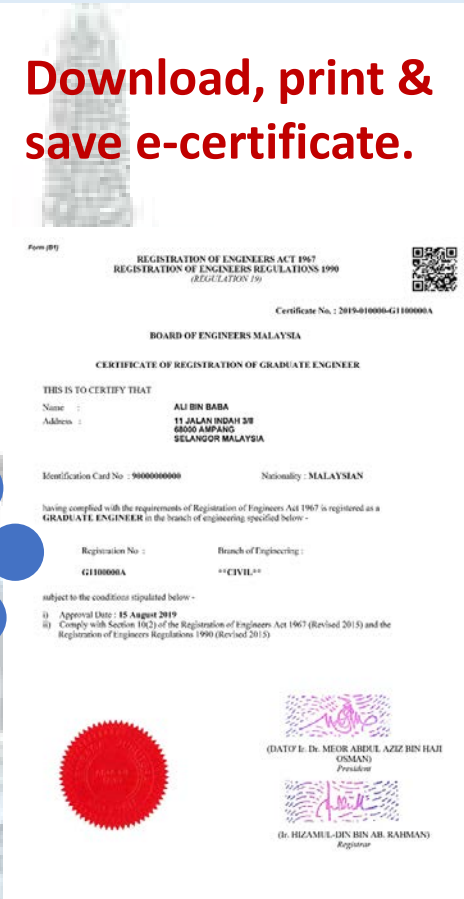 Download, print &
save e-certificate.
Form (B1)
REGISTRATION OF ENGINEERS ACT 1967
REGISTRATION OF ENGINEERS REGULATIONS 1990
(REGULATION 19)
Certificate No. : 2019-010000-G1100000A
BOARD OF ENGINEERS MALAYSIA
CERTIFICATE OF REGISTRATION OF GRADUATE ENGINEER
THIS IS TO CERTIFY THAT
Name : ALI BIN BABA
Address : 11 JALAN INDAH 3/8
68000 AMPANG
SELANGOR MALAYSIA
Identification Card No : 90000000000 Nationality : MALAYSIAN
having complied with the requirements of Registration of Engineers Act 1967 is registered as a
GRADUATE ENGINEER in the branch of engineering specified below -
Registration No : Branch of Engineering :
G1100000A **CIVIL**
subject to the conditions stipulated below -
i) Approval Date : 15 August 2019
ii) Comply with Section 10(2) of the Registration of Engineers Act 1967 (Revised 2015) and the
Registration of Engineers Regulations 1990 (Revised 2015)
(DATO' Ir. Dr. MEOR ABDUL AZIZ BIN HAJI
OSMAN)
President
(Ir. HIZAMUL-DIN BIN AB. RAHMAN)
Registrar